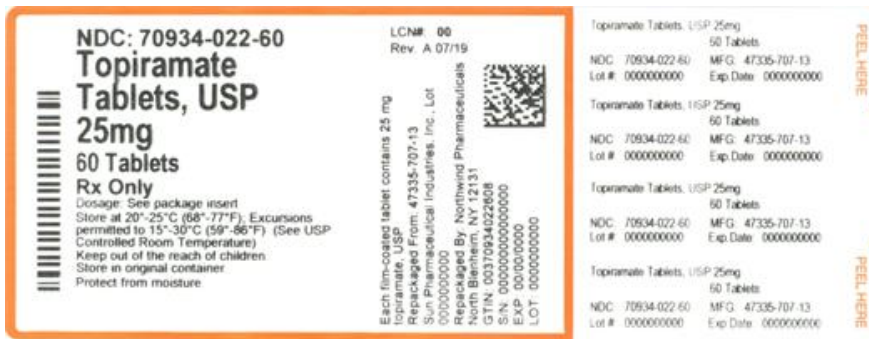 NDC: 70934-022-60
Topiramate
Tablets, USP
25mg
60 Tablets
Rx Only
Dosage: See package insert
Store at 20°-25°C (68°-77°F); Excursions
permitted to 15°-30°C (59°-86°F) (See USP
Controlled Room Temperature)
Keep out of the reach of children
Store in original container
Protect from moisture
LCN#: 00
Rev. A 07/19
Each film-coated tablet contains 25 mg
topiramate, USP
Repackaged From: 47335-707-13
Sun Pharmaceutical Industries, Inc., Lot
0000000000
Repackaged By: Northwind Pharmaceuticals
North Blenheim, NY 12131
GTIN: 00370934022608
S/N: 00000000000000
EXP: 00/00/0000
LOT: 0000000000
Topiramate Tablets, USP 25mg
60 Tablets
NDC: 70934-022-60 MFG: 47335-707-13
Lot #: 0000000000 Exp.Date: 0000000000
Topiramate Tablets, USP 25mg
60 Tablets
NDC: 70934-022-60 MFG: 47335-707-13
Lot #: 0000000000 Exp.Date: 0000000000
Topiramate Tablets, USP 25mg
60 Tablets
NDC: 70934-022-60 MFG: 47335-707-13
Lot #: 0000000000 Exp.Date: 0000000000
Topiramate Tablets, USP 25mg
60 Tablets
NDC: 70934-022-60 MFG: 47335-707-13
Lot #: 0000000000 Exp.Date: 0000000000
PEEL HERE
PEEL HERE